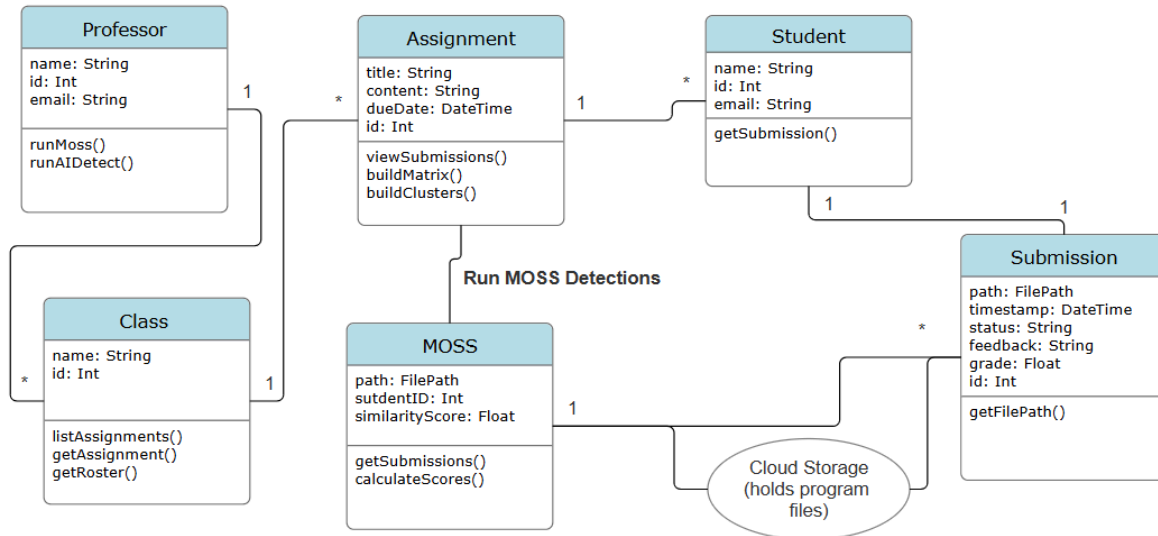 Professor
name: String
id: Int
email: String
runMoss()
runAIDetect()
1
*
Assignment
title: String
content: String
dueDate: DateTime
id: Int
viewSubmissions()
buildMatrix()
buildClusters()
*
1
Student
name: String
id: Int
email: String
getSubmission()
*
1
1
Class
name: String
id: Int
listAssignments()
getAssignment()
getRoster()
1
Run MOSS Detections
MOSS
path: FilePath
sutdentID: Int
similarityScore: Float
getSubmissions()
calculateScores()
1
*
Submission
path: FilePath
timestamp: DateTime
status: String
feedback: String
grade: Float
id: Int
getFilePath()
Cloud Storage
(holds program
files)